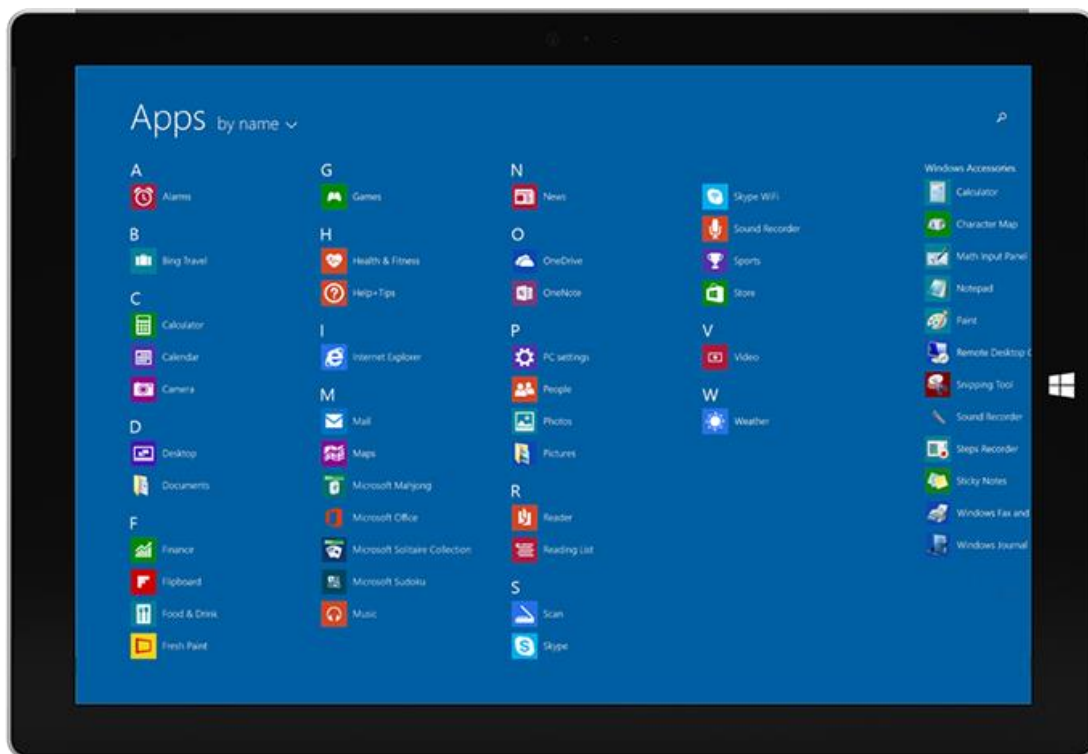 Apps by name
A
Alarms
B
Bing Travel
C
Calculator
Calendar
Camera
D
Desktop
Documents
F
Finance
Flipboard
Food & Drink
Fresh Paint
G
Games
H
Health & Fitness
Help+Tips
I
Internet Explorer
M
Mail
Maps
Microsoft Mahjong
Microsoft Office
Microsoft Solitaire Collection
Microsoft Sudoku
Music
N
News
O
OneDrive
OneNote
P
PC settings
People
Photos
Pictures
R
Reader
Reading List
S
Scan
Skype
Skype WiFi
Sound Recorder
Sports
Store
V
Video
W
Weather
Windows Accessories
Calculator
Character Map
Math Input Panel
Notepad
Paint
Remote Desktop C
Snipping Tool
Sound Recorder
Steps Recorder
Sticky Notes
Windows Fax and
Windows Journal